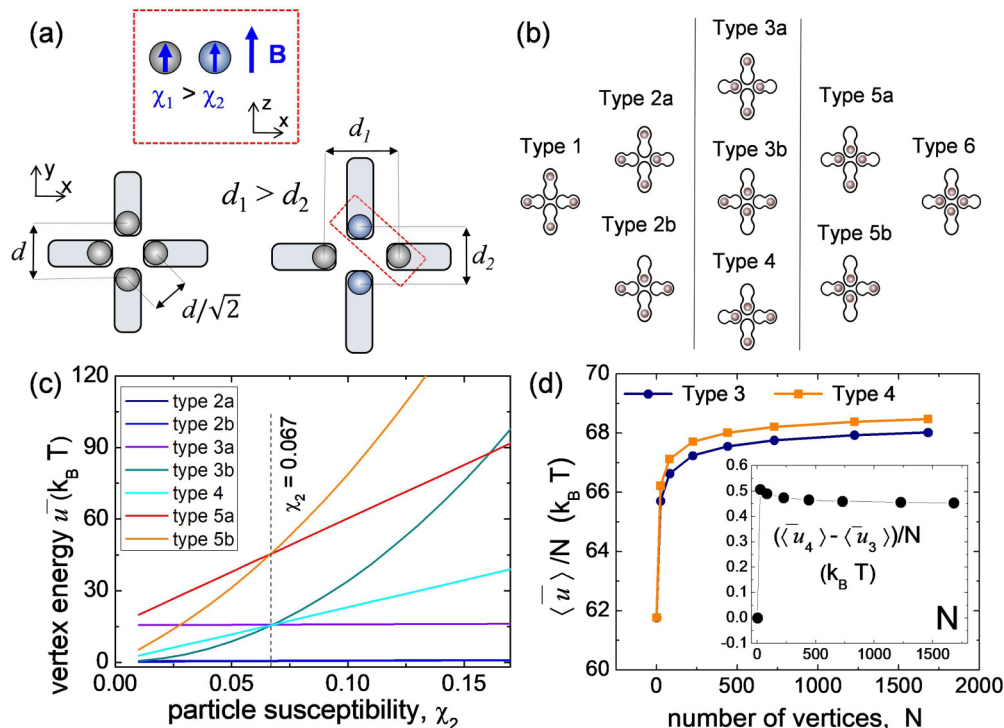 (a)
B
χ1 > χ2
z
x
y
x
d
d/√2
d1 > d2
d1
d2
(b)
Type 3a
Type 2a
Type 5a
Type 1
Type 3b
Type 6
Type 2b
Type 4
Type 5b
(c)
120
90
60
30
0
vertex energy u̅ (kB T)
type 2a
type 2b
type 3a
type 3b
type 4
type 5a
type 5b
χ2 = 0.067
0.00 0.05 0.10 0.15
particle susceptibility, χ2
(d)
70
68
66
64
62
60
⟨u̅⟩/N (kB T)
Type 3 Type 4
0.6
0.5
0.4
0.3
0.2
0.1
0.0
-0.1
(⟨u̅4⟩ - ⟨u̅3⟩)/N
(kB T)
N
0 500 1000 1500
0 500 1000 1500 2000
number of vertices, N